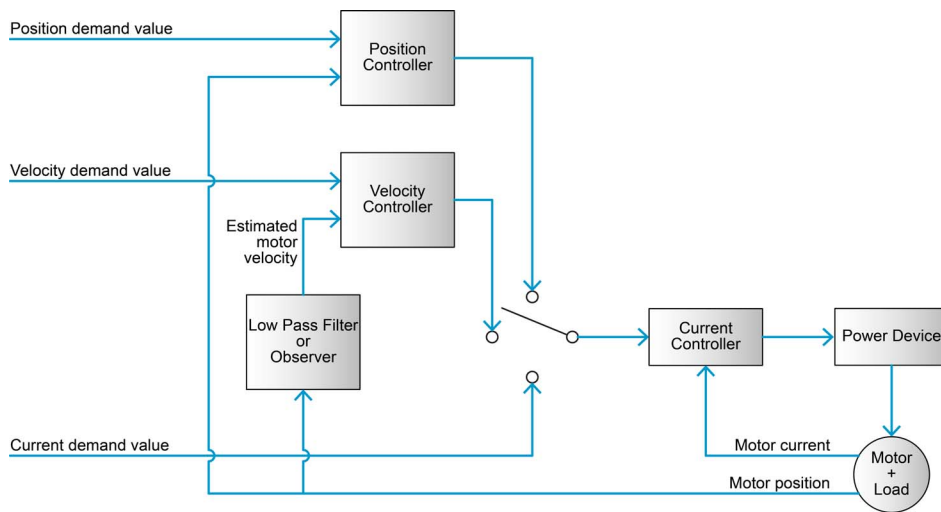 Position demand value
Position
Controller
Velocity demand value
Velocity
Controller
Estimated
motor
velocity
Low Pass Filter
or
Observer
Current
Controller
Power Device
Current demand value
Motor current
Motor position
Motor
+
Load